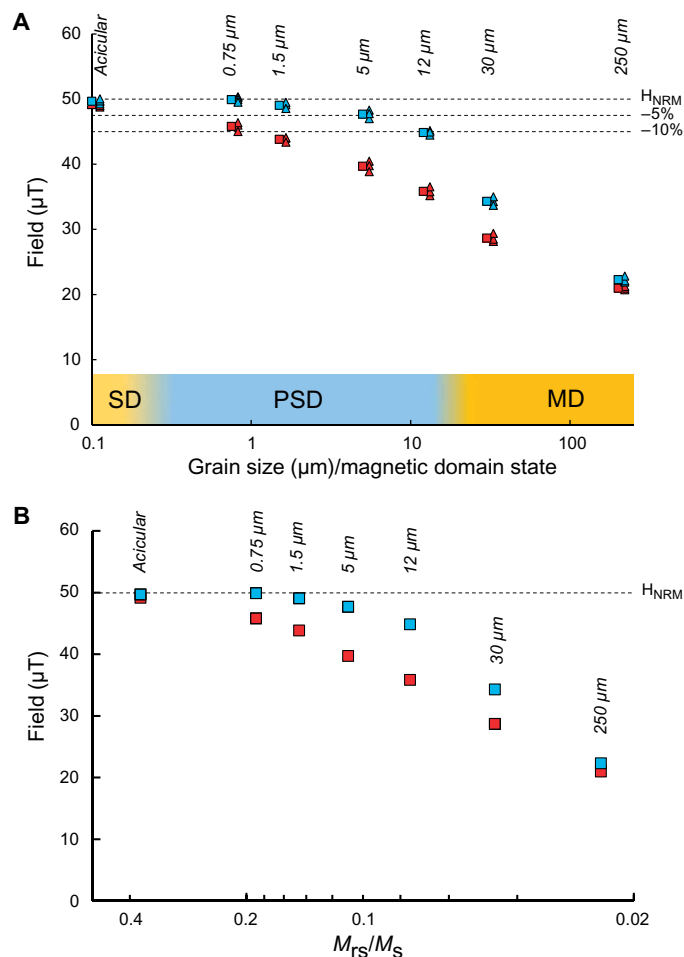 A
Acicular
0.75 µm
1.5 µm
5 µm
12 µm
30 µm
250 µm
60
50
40
30
20
10
0
Field (µT)
H_NRM
–5%
–10%
SD
PSD
MD
0.1
1
10
100
Grain size (µm)/magnetic domain state
B
Acicular
0.75 µm
1.5 µm
5 µm
12 µm
30 µm
250 µm
60
50
40
30
20
10
0
Field (µT)
H_NRM
0.4
0.2
0.1
0.02
M_rs/M_s